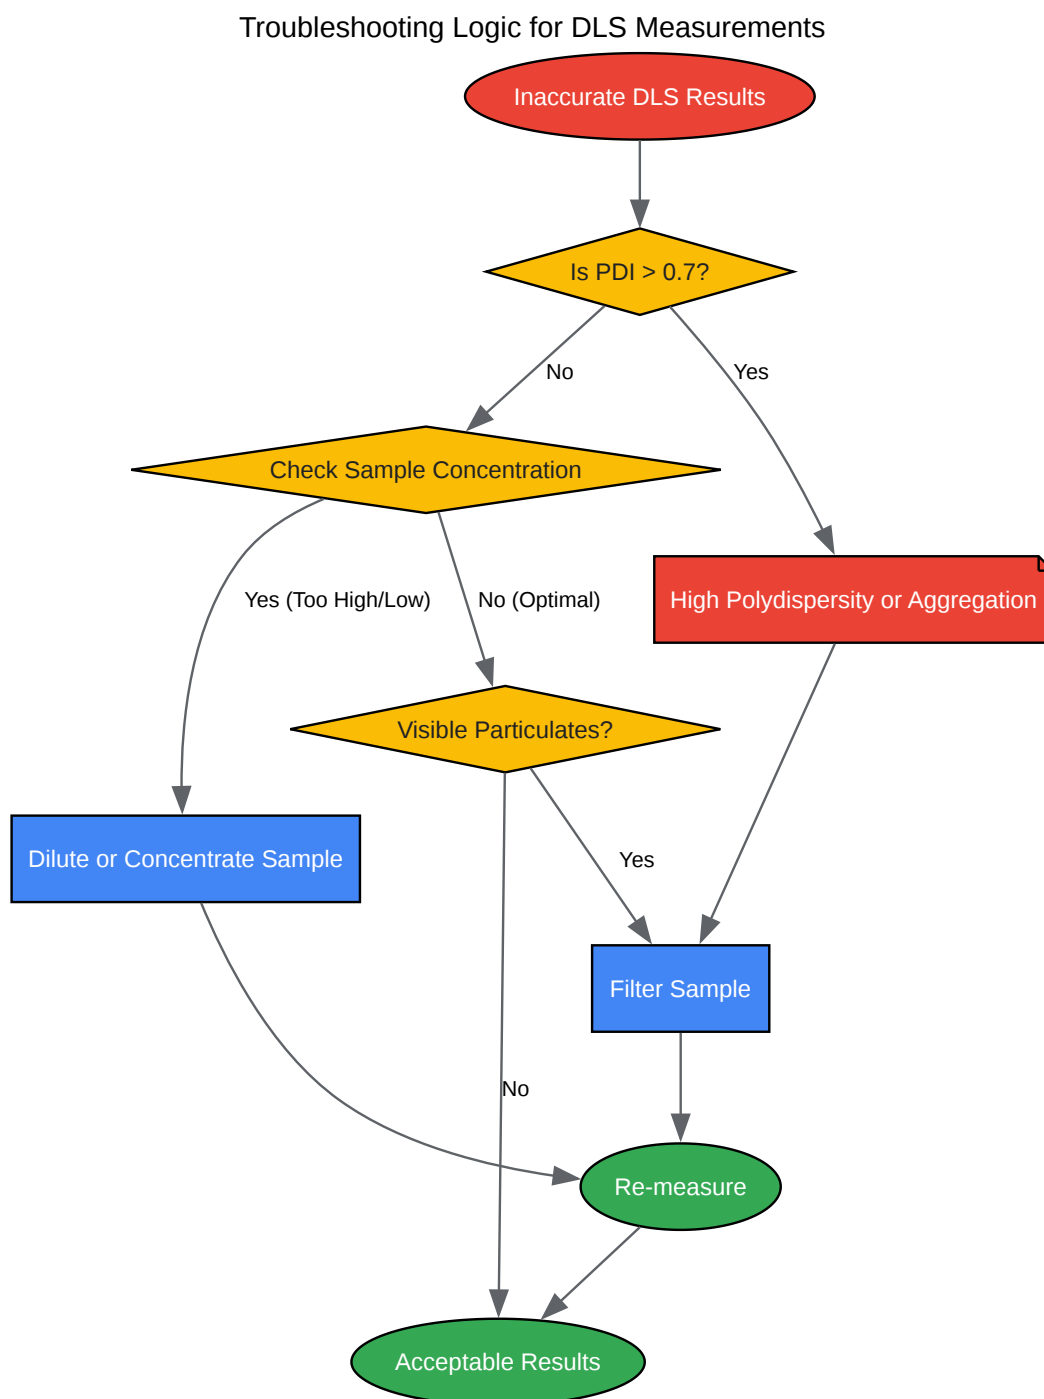 Troubleshooting Logic for DLS Measurements
Inaccurate DLS Results
Is PDI > 0.7?
No
Yes
Check Sample Concentration
Yes (Too High/Low)
No (Optimal)
High Polydispersity or Aggregation
Visible Particulates?
Dilute or Concentrate Sample
Yes
Filter Sample
No
Re-measure
Acceptable Results